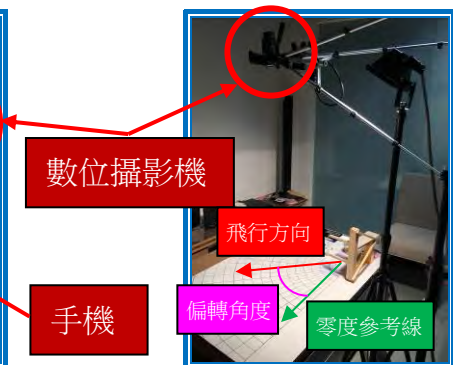 數位攝影機
飛行方向
偏轉角度
零度參考線
手機